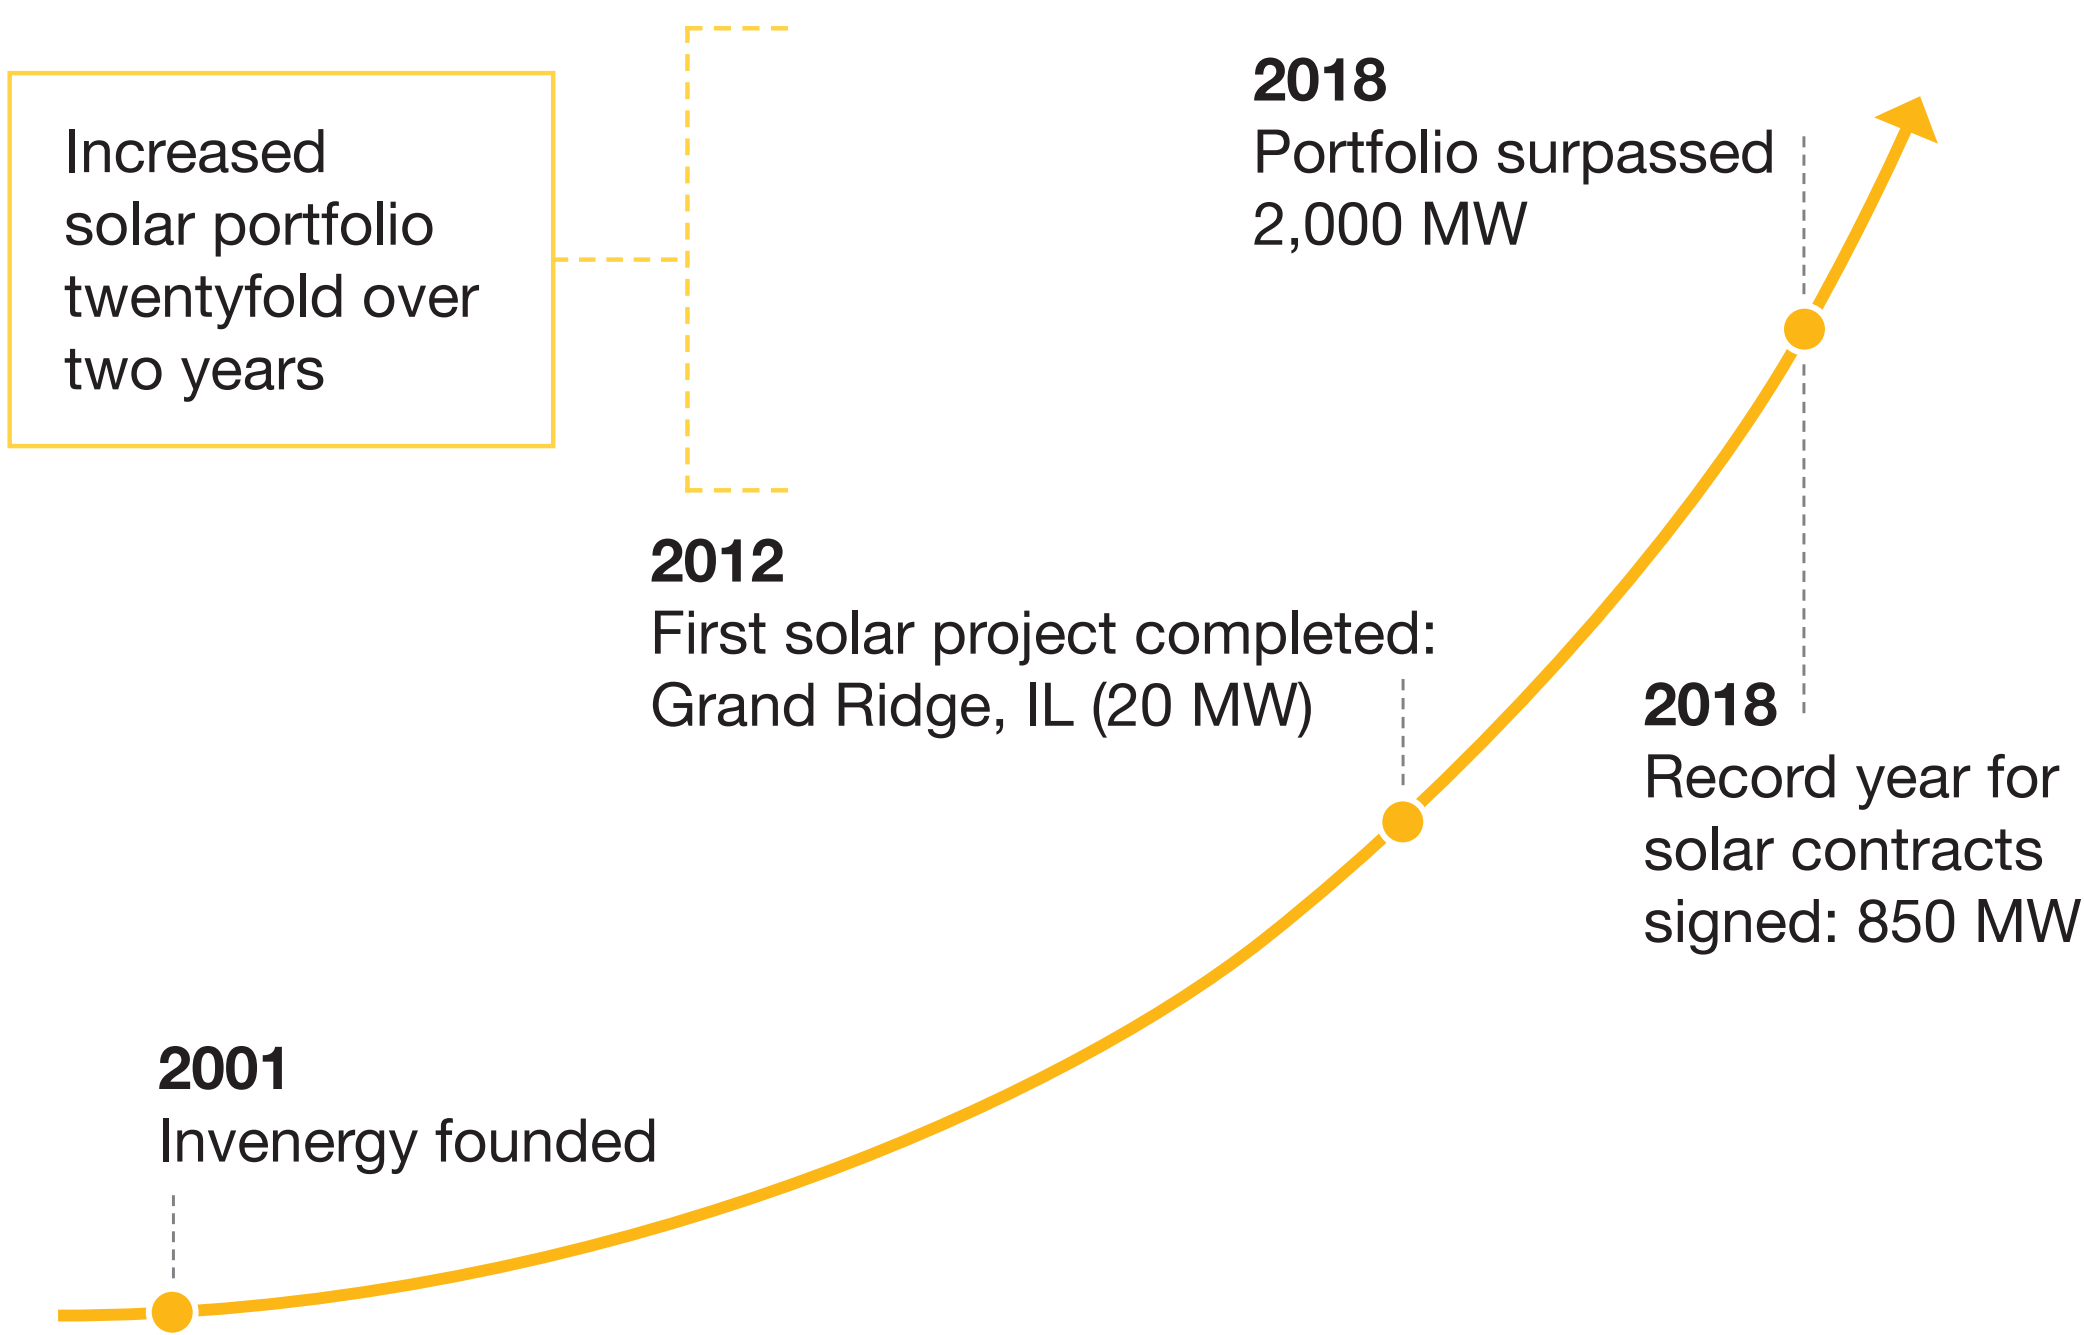 Increased
solar portfolio
twentyfold over
two years
2018
Portfolio surpassed
2,000 MW
2012
First solar project completed:
Grand Ridge, IL (20 MW)
2018
Record year for
solar contracts
signed: 850 MW
2001
Invenergy founded